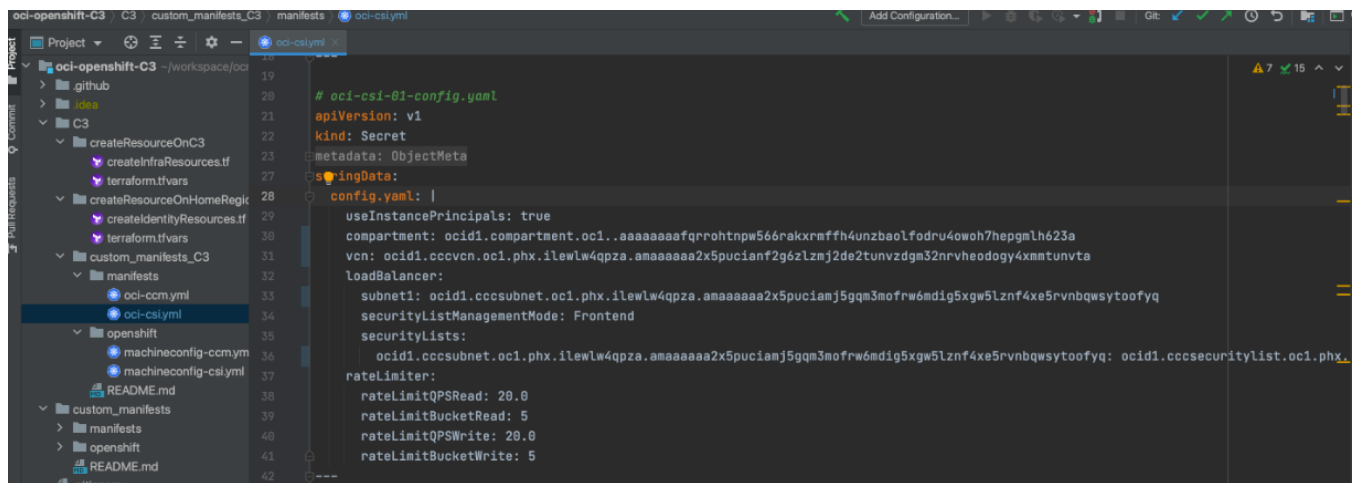 oci-openshift-C3 > C3 > custom_manifests_C3 > manifests > oci-csi.yml
Add Configuration...
Git:
Project
oci-csi.yml
Project
Commit
Pull Requests
oci-openshift-C3 ~/workspace/ocr
.github
.idea
C3
createResourceOnC3
createInfraResources.tf
terraform.tfvars
createResourceOnHomeRegic
createIdentityResources.tf
terraform.tfvars
custom_manifests_C3
manifests
oci-ccm.yml
oci-csi.yml
openshift
machineconfig-ccm.ym
machineconfig-csi.yml
README.md
custom_manifests
manifests
openshift
README.md
7 15
18 ---
19
20 # oci-csi-01-config.yaml
21 apiVersion: v1
22 kind: Secret
23 metadata: ObjectMeta
27 stringData:
28 config.yaml: |
29 useInstancePrincipals: true
30 compartment: ocid1.compartment.oc1..aaaaaaaafqrrohtnpw566rakxrmffh4unzbaolfodru4owoh7hepgmlh623a
31 vcn: ocid1.cccvcn.oc1.phx.ilewlw4qpza.amaaaaaa2x5pucianf2g6zlzmj2de2tunvzdgm32nrvheodogy4xmmtunvta
32 loadBalancer:
33 subnet1: ocid1.cccsubnet.oc1.phx.ilewlw4qpza.amaaaaaa2x5puciamj5gqm3mofrw6mdig5xgw5lznf4xe5rvnbqwsytoofyq
34 securityListManagementMode: Frontend
35 securityLists:
36 ocid1.cccsubnet.oc1.phx.ilewlw4qpza.amaaaaaa2x5puciamj5gqm3mofrw6mdig5xgw5lznf4xe5rvnbqwsytoofyq: ocid1.cccsecuritylist.oc1.phx.
37 rateLimiter:
38 rateLimitQPSRead: 20.0
39 rateLimitBucketRead: 5
40 rateLimitQPSWrite: 20.0
41 rateLimitBucketWrite: 5
42 ---